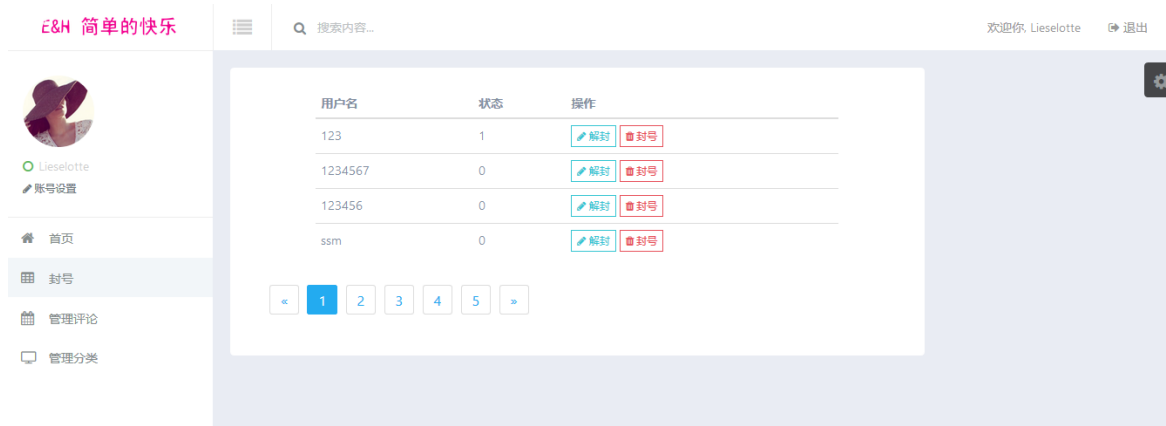 E&H 简单的快乐
搜索内容...
欢迎你, Lieselotte
退出
Lieselotte
账号设置
首页
封号
管理评论
管理分类
用户名 状态 操作
123 1 解封 封号
1234567 0 解封 封号
123456 0 解封 封号
ssm 0 解封 封号
« 1 2 3 4 5 »